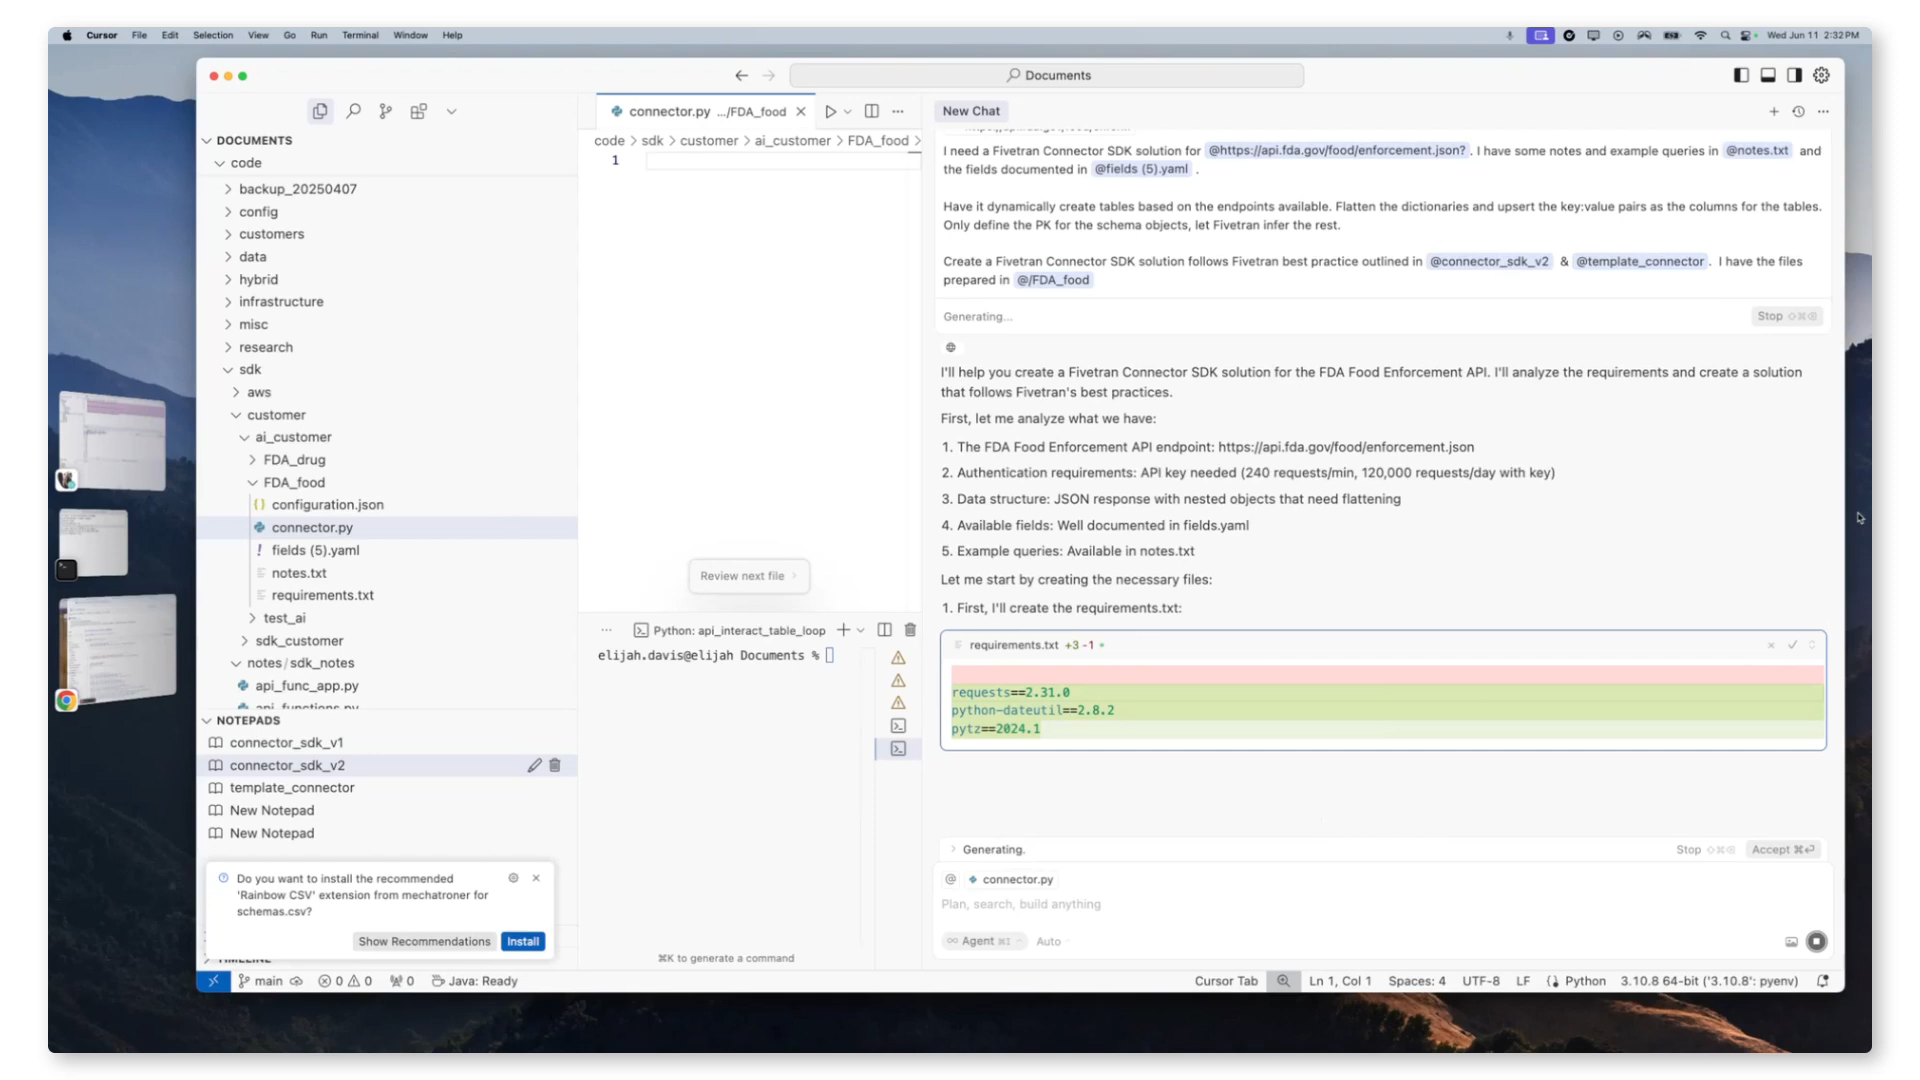 Cursor File Edit Selection View Go Run Terminal Window Help
Wed Jun 11 2:32 PM
Documents
DOCUMENTS
code
backup_20250407
config
customers
data
hybrid
infrastructure
misc
research
sdk
aws
customer
ai_customer
FDA_drug
FDA_food
configuration.json
connector.py
fields (5).yaml
notes.txt
requirements.txt
test_ai
sdk_customer
notes / sdk_notes
api_func_app.py
api_functions.py
NOTEPADS
connector_sdk_v1
connector_sdk_v2
template_connector
New Notepad
New Notepad
Do you want to install the recommended
'Rainbow CSV' extension from mechatroner for
schemas.csv?
Show Recommendations Install
TIMELINE
connector.py .../FDA_food
code > sdk > customer > ai_customer > FDA_food >
1
Review next file
Python: api_interact_table_loop
elijah.davis@elijah Documents %
⌘K to generate a command
New Chat
I need a Fivetran Connector SDK solution for @https://api.fda.gov/food/enforcement.json? . I have some notes and example queries in @notes.txt and
the fields documented in @fields (5).yaml .
Have it dynamically create tables based on the endpoints available. Flatten the dictionaries and upsert the key:value pairs as the columns for the tables.
Only define the PK for the schema objects, let Fivetran infer the rest.
Create a Fivetran Connector SDK solution follows Fivetran best practice outlined in @connector_sdk_v2 & @template_connector . I have the files
prepared in @/FDA_food
Generating...
Stop
I'll help you create a Fivetran Connector SDK solution for the FDA Food Enforcement API. I'll analyze the requirements and create a solution
that follows Fivetran's best practices.
First, let me analyze what we have:
1. The FDA Food Enforcement API endpoint: https://api.fda.gov/food/enforcement.json
2. Authentication requirements: API key needed (240 requests/min, 120,000 requests/day with key)
3. Data structure: JSON response with nested objects that need flattening
4. Available fields: Well documented in fields.yaml
5. Example queries: Available in notes.txt
Let me start by creating the necessary files:
1. First, I'll create the requirements.txt:
requirements.txt +3 -1
requests==2.31.0
python-dateutil==2.8.2
pytz==2024.1
Generating.
Stop Accept ⌘⏎
@ connector.py
Plan, search, build anything
∞ Agent ⌘I Auto
main 0 0 0 Java: Ready
Cursor Tab Ln 1, Col 1 Spaces: 4 UTF-8 LF Python 3.10.8 64-bit ('3.10.8': pyenv)